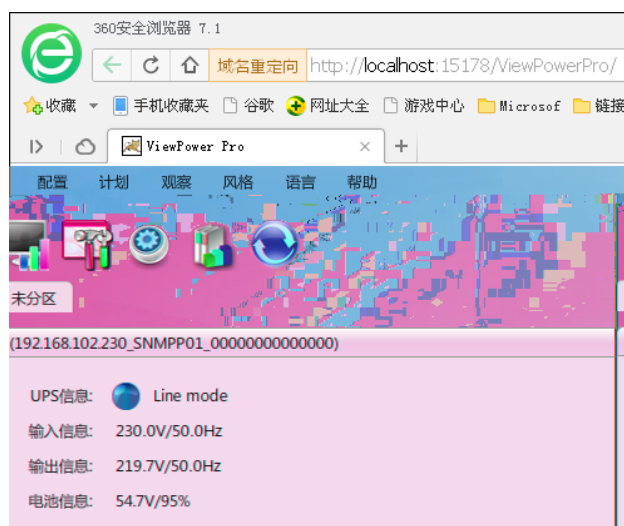 360安全浏览器 7.1
域名重定向 http://localhost:15178/ViewPowerPro/
收藏 手机收藏夹 谷歌 网址大全 游戏中心 Microsof 链接
ViewPower Pro
配置 计划 观察 风格 语言 帮助
未分区
(192.168.102.230_SNMPP01_00000000000000)
UPS信息: Line mode
输入信息: 230.0V/50.0Hz
输出信息: 219.7V/50.0Hz
电池信息: 54.7V/95%